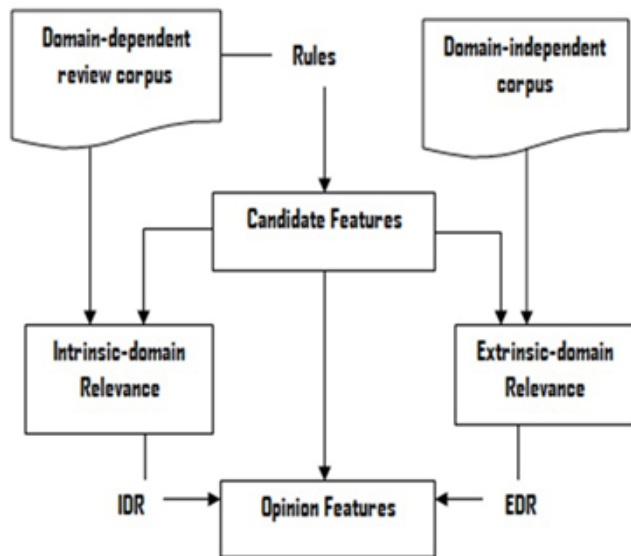 Domain-dependent
review corpus
Rules
Domain-independent
corpus
Candidate Features
Intrinsic-domain
Relevance
Extrinsic-domain
Relevance
IDR
Opinion Features
EDR